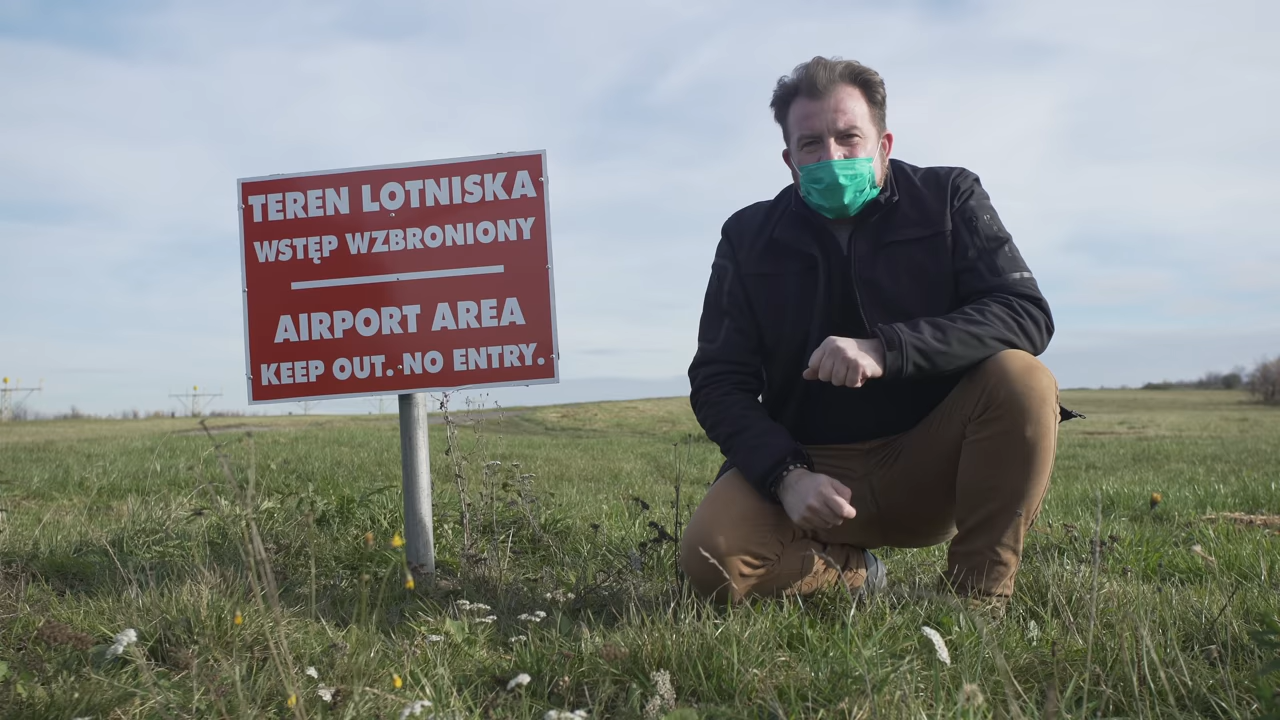 TEREN LOTNISKA
WSTĘP WZBRONIONY
AIRPORT AREA
KEEP OUT. NO ENTRY.